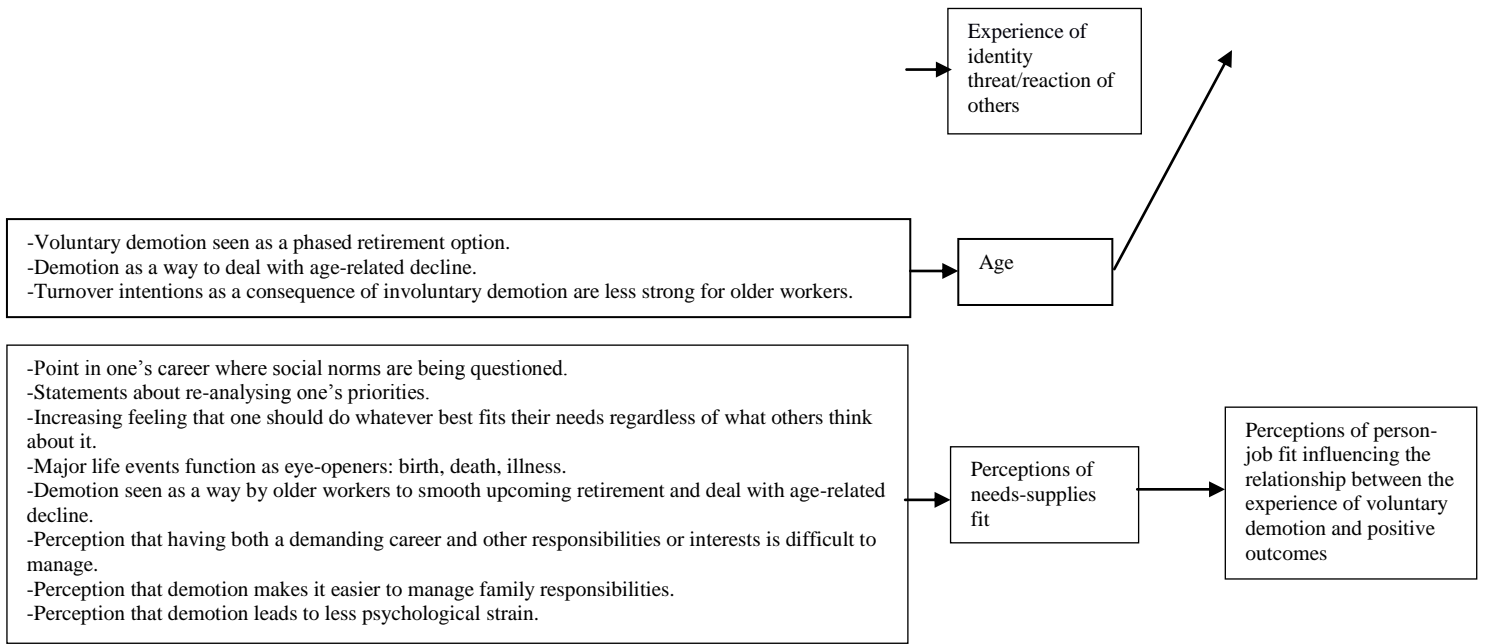 Experience of
identity
threat/reaction of
others
-Voluntary demotion seen as a phased retirement option.
-Demotion as a way to deal with age-related decline.
-Turnover intentions as a consequence of involuntary demotion are less strong for older workers.
Age
-Point in one’s career where social norms are being questioned.
-Statements about re-analysing one’s priorities.
-Increasing feeling that one should do whatever best fits their needs regardless of what others think
about it.
-Major life events function as eye-openers: birth, death, illness.
-Demotion seen as a way by older workers to smooth upcoming retirement and deal with age-related
decline.
-Perception that having both a demanding career and other responsibilities or interests is difficult to
manage.
-Perception that demotion makes it easier to manage family responsibilities.
-Perception that demotion leads to less psychological strain.
Perceptions of
needs-supplies
fit
Perceptions of person-
job fit influencing the
relationship between the
experience of voluntary
demotion and positive
outcomes